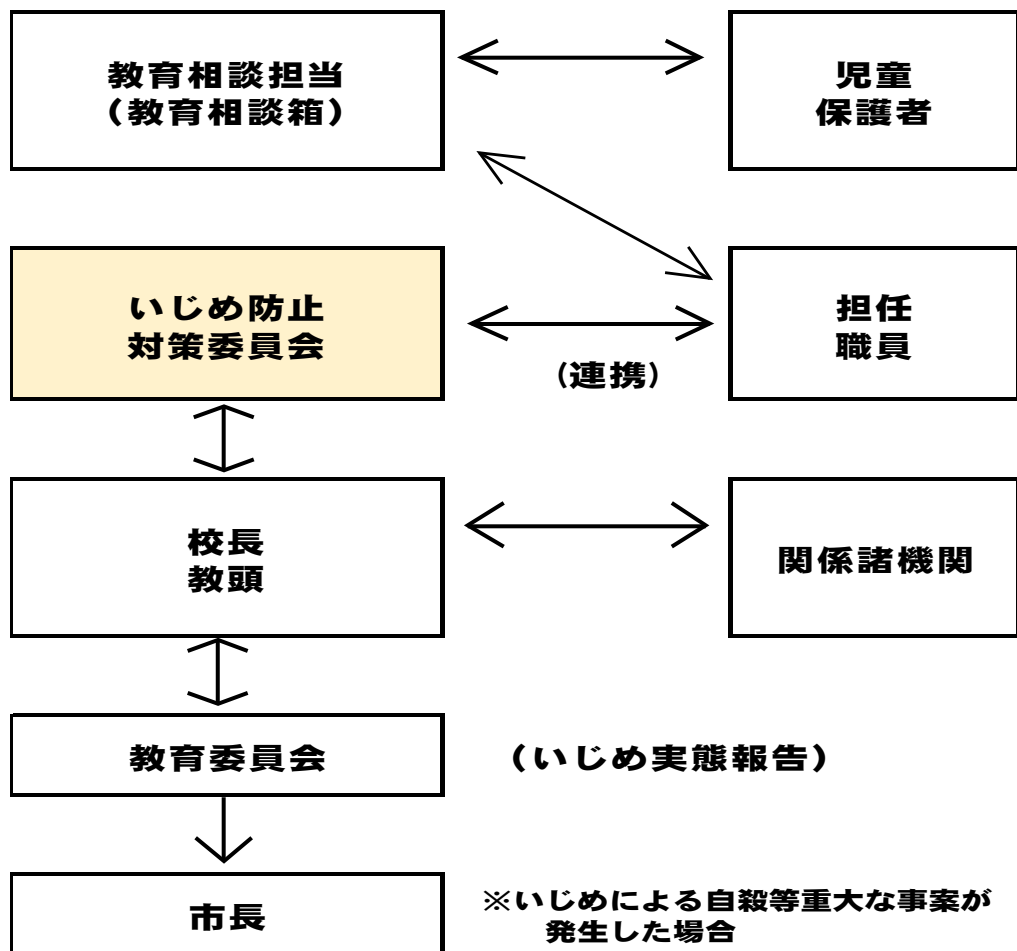 教育相談担当
（教育相談箱）
児童
保護者
いじめ防止
対策委員会
(連携)
担任
職員
校長
教頭
関係諸機関
教育委員会
（いじめ実態報告）
市長
※いじめによる自殺等重大な事案が
発生した場合